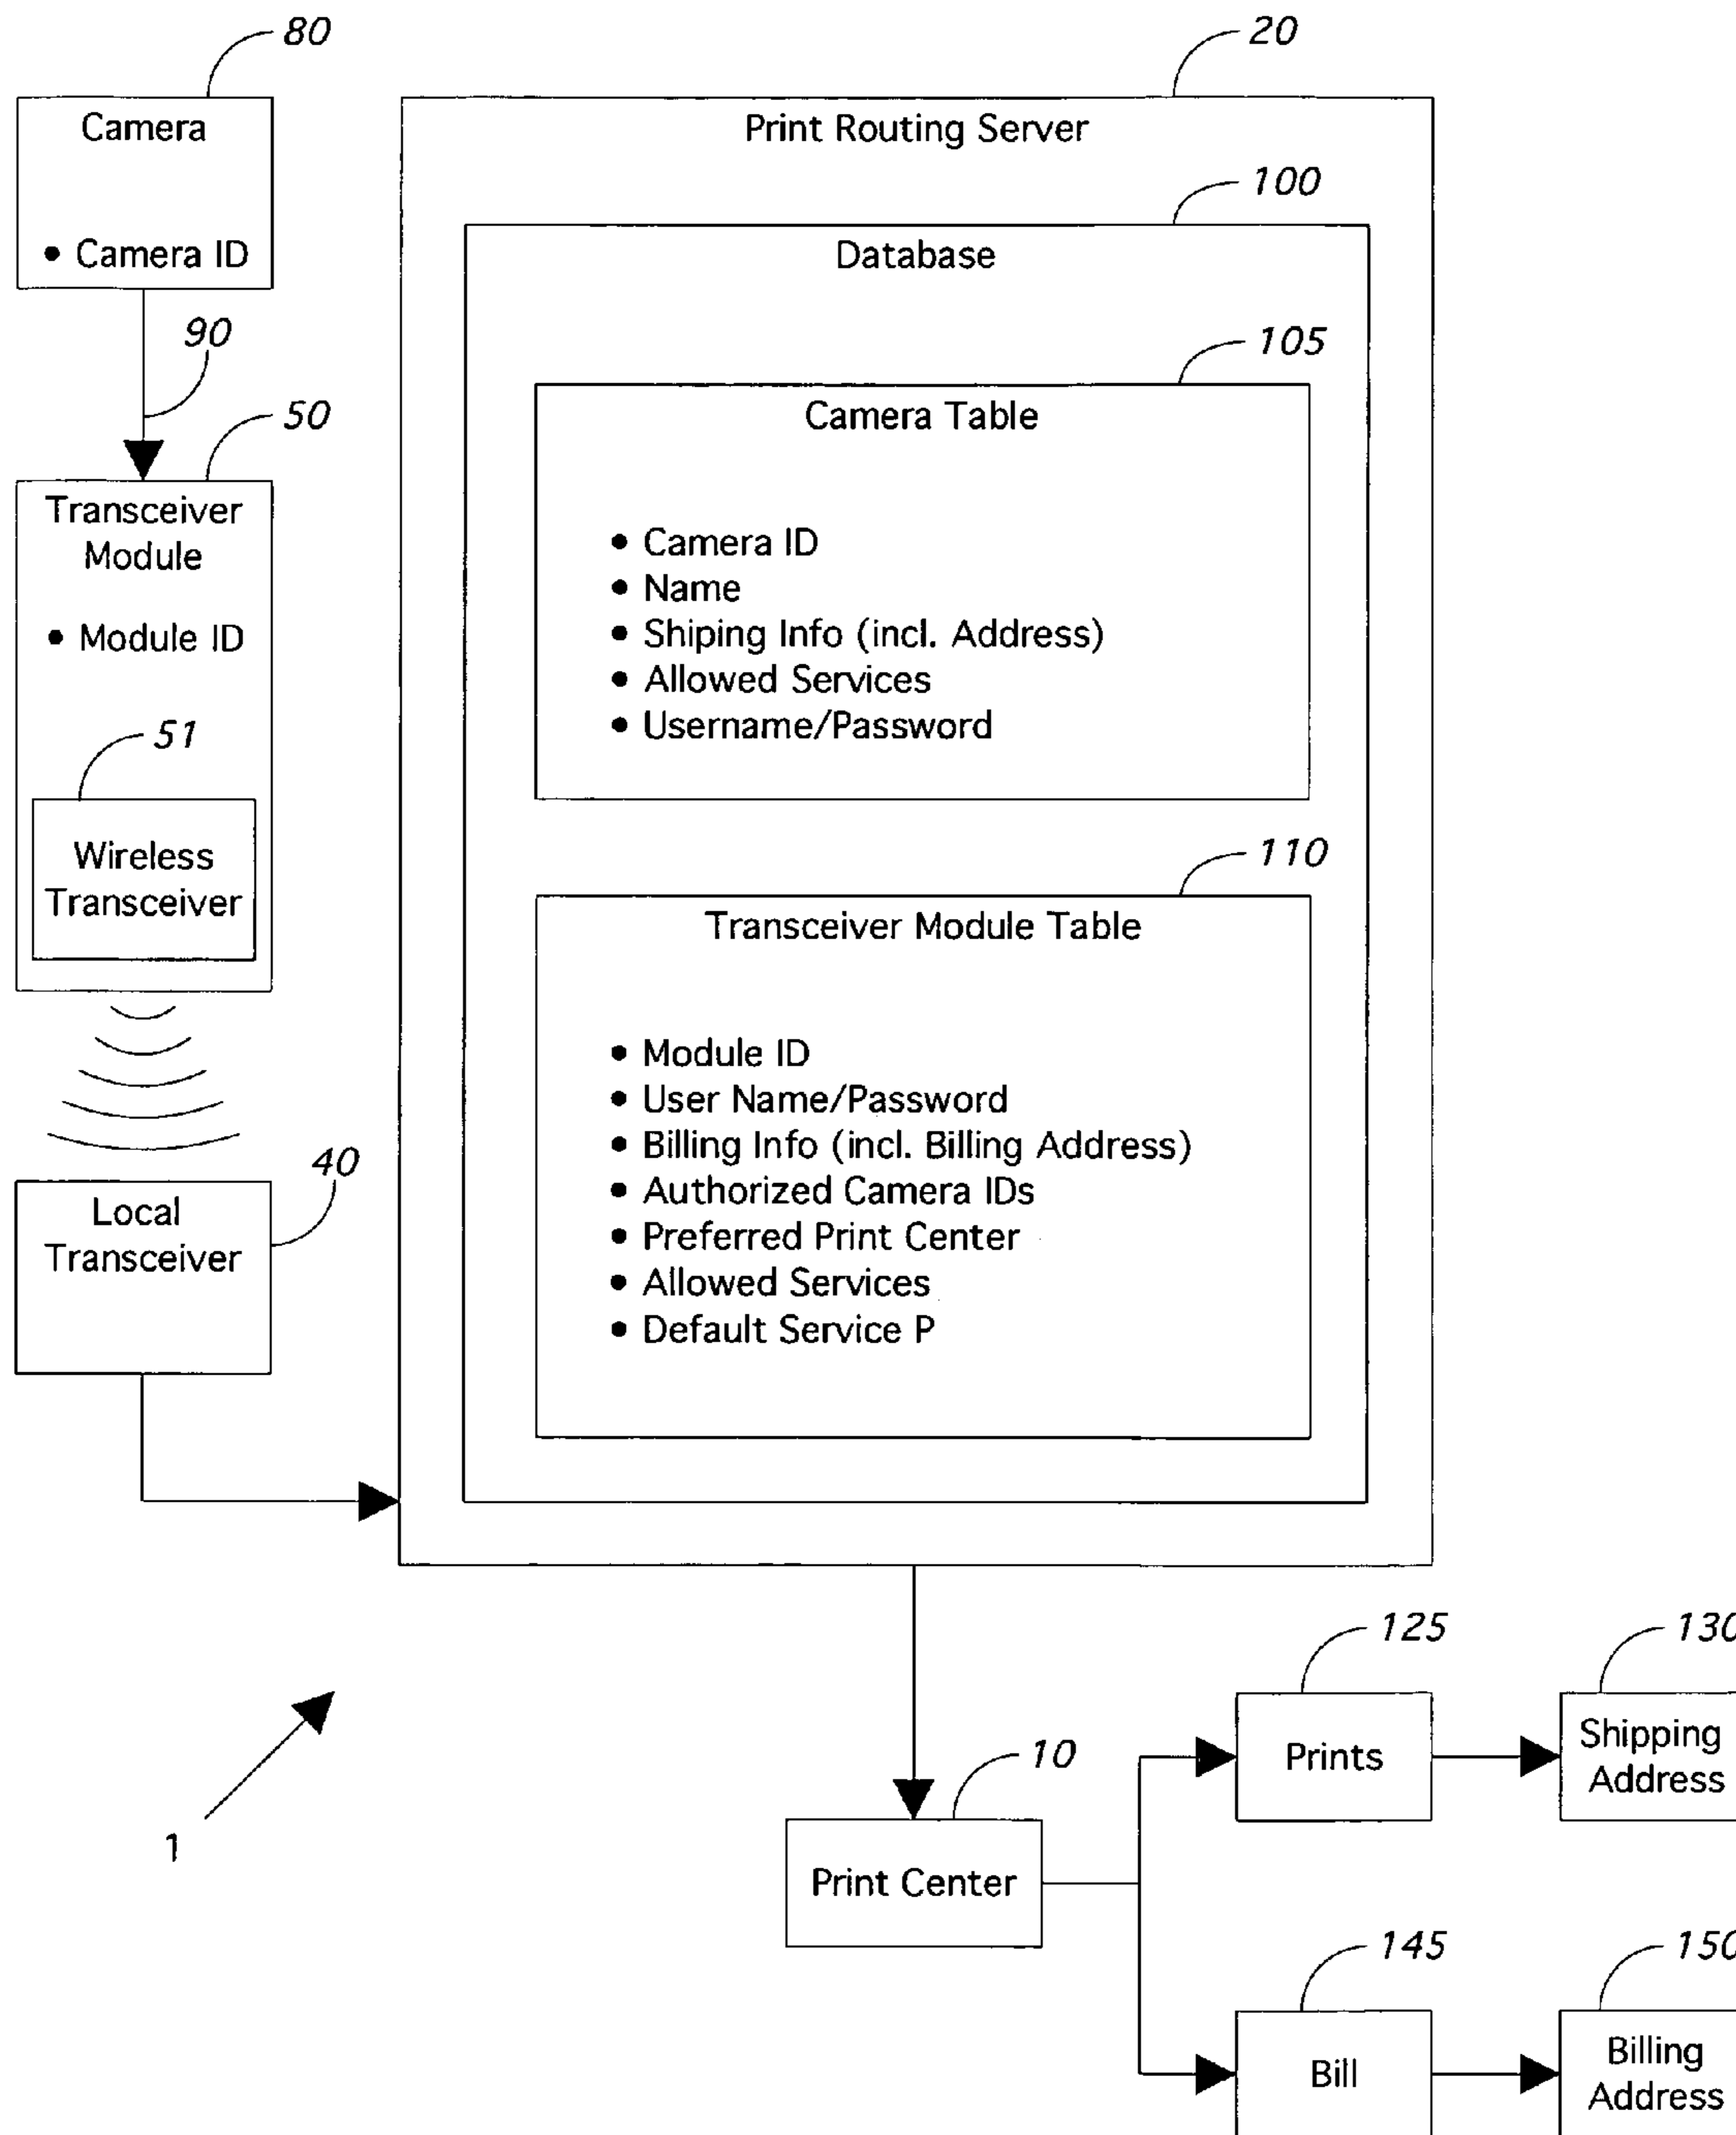 80
Camera
• Camera ID
90
50
Transceiver
Module
• Module ID
51
Wireless
Transceiver
40
Local
Transceiver
20
Print Routing Server
100
Database
105
Camera Table
• Camera ID
• Name
• Shiping Info (incl. Address)
• Allowed Services
• Username/Password
110
Transceiver Module Table
• Module ID
• User Name/Password
• Billing Info (incl. Billing Address)
• Authorized Camera IDs
• Preferred Print Center
• Allowed Services
• Default Service P
1
10
Print Center
125
Prints
130
Shipping
Address
145
Bill
150
Billing
Address